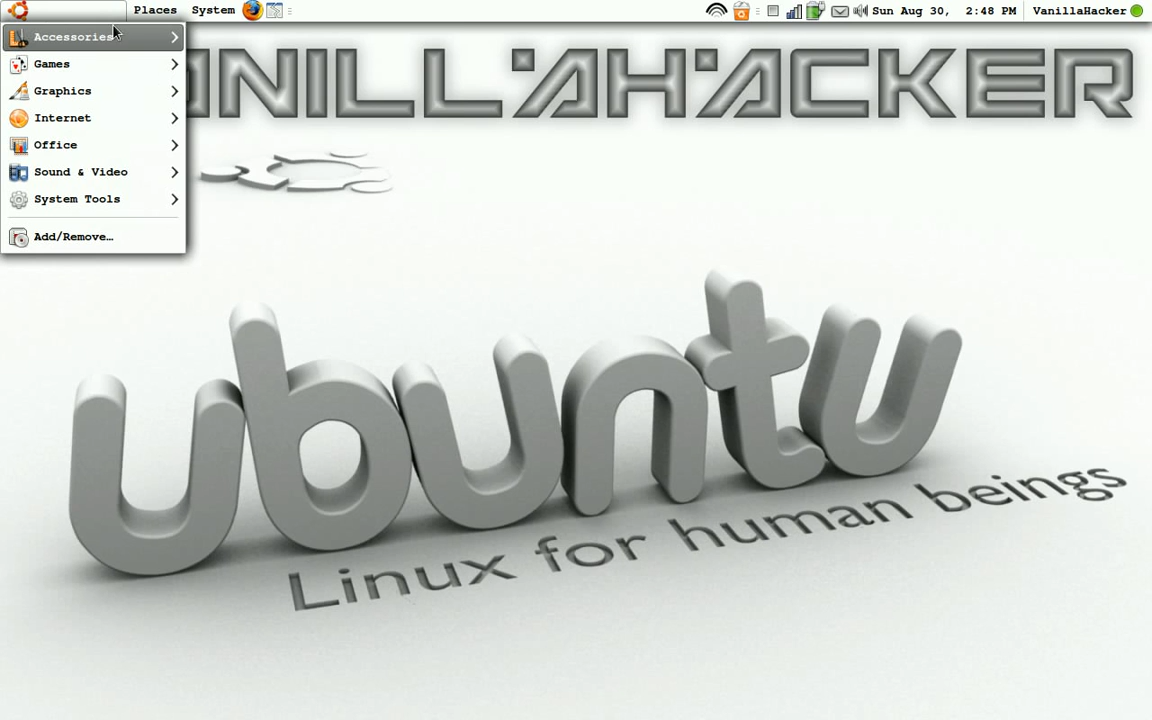 Places System Sun Aug 30, 2:48 PM VanillaHacker
Accessories
Games
Graphics
Internet
Office
Sound & Video
System Tools
Add/Remove...
ANILLAHACKER
ubuntu
Linux for human beings